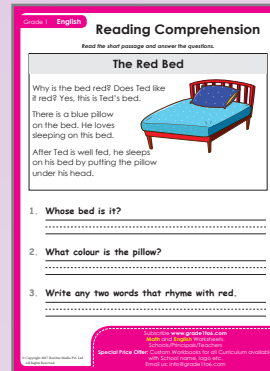 Grade 1 English
Reading Comprehension
Read the short passage and answer the questions.
The Red Bed
Why is the bed red? Does Ted like
it red? Yes, this is Ted's bed.
There is a blue pillow
on the bed. He loves
sleeping on this bed.
After Ted is well fed, he sleeps
on his bed by putting the pillow
under his head.
1. Whose bed is it?
2. What colour is the pillow?
3. Write any two words that rhyme with red.
Subscribe www.grade1to6.com
Math and English Worksheets
Schools/Principals/Teachers
Special Price Offer: Custom Workbooks for all Curriculum availabl
with School name, logo etc.
Email us: info@grade1to6.com
All Rights Reserved.